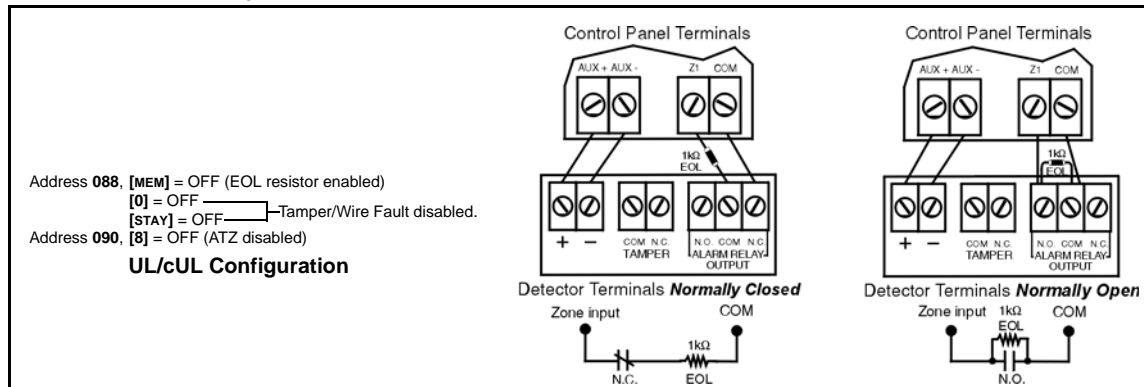 Address 088, [MEM] = OFF (EOL resistor enabled)
[0] = OFF
[STAY] = OFF
Tamper/Wire Fault disabled.
Address 090, [8] = OFF (ATZ disabled)
UL/cUL Configuration
Control Panel Terminals
AUX + AUX - Z1 COM
1kΩ
EOL
+ - COM N.C. N.O. COM N.C.
TAMPER ALARM RELAY
OUTPUT
Detector Terminals Normally Closed
Zone input COM
1kΩ
N.C. EOL
Control Panel Terminals
AUX + AUX - Z1 COM
1kΩ
EOL
+ - COM N.C. N.O. COM N.C.
TAMPER ALARM RELAY
OUTPUT
Detector Terminals Normally Open
Zone input 1kΩ COM
EOL
N.O.